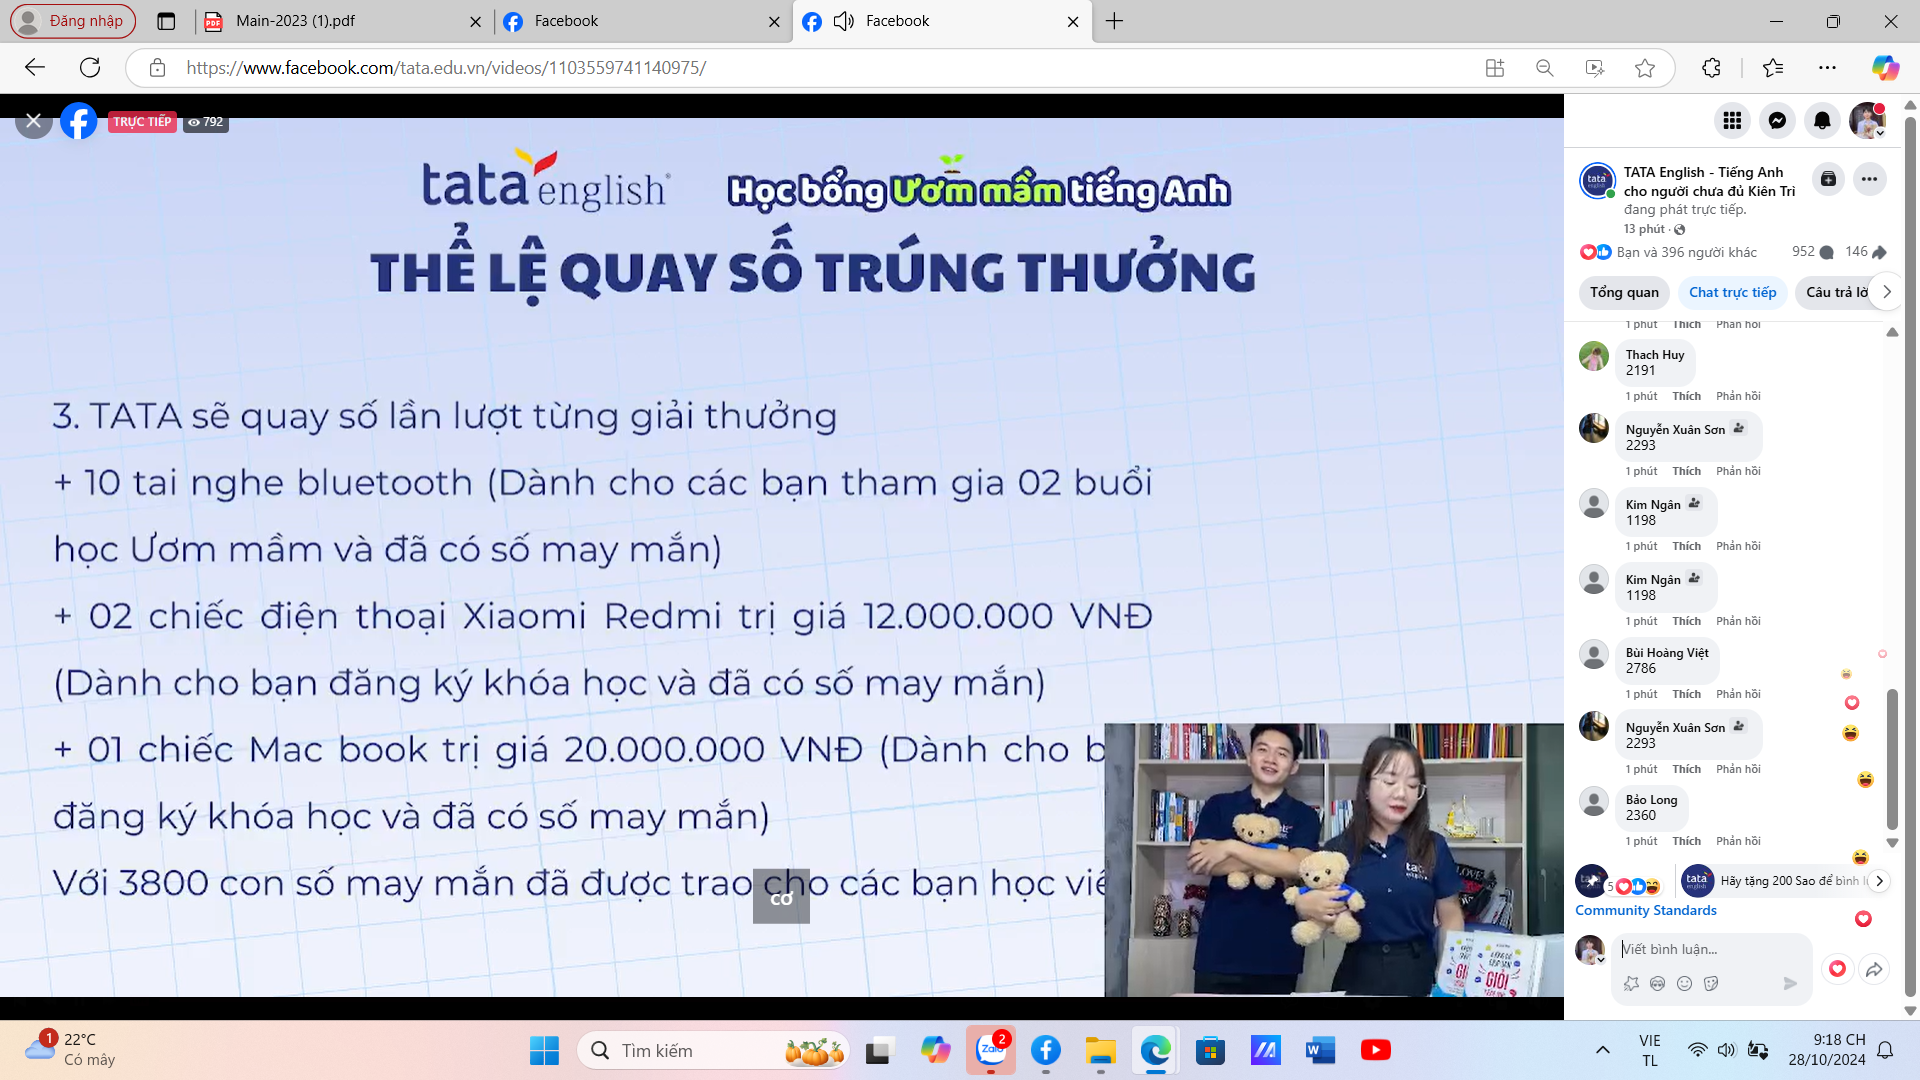 Đăng nhập
Main-2023 (1).pdf
Facebook
Facebook
https://www.facebook.com/tata.edu.vn/videos/1103559741140975/
TRỰC TIẾP
792
tata english
Học bổng Ươm mầm tiếng Anh
THỂ LỆ QUAY SỐ TRÚNG THƯỞNG
3. TATA sẽ quay số lần lượt từng giải thưởng
+ 10 tai nghe bluetooth (Dành cho các bạn tham gia 02 buổi
học Ươm mầm và đã có số may mắn)
+ 02 chiếc điện thoại Xiaomi Redmi trị giá 12.000.000 VNĐ
(Dành cho bạn đăng ký khóa học và đã có số may mắn)
+ 01 chiếc Mac book trị giá 20.000.000 VNĐ (Dành cho b
đăng ký khóa học và đã có số may mắn)
Với 3800 con số may mắn đã được trao cho các bạn học viê
cơ
TATA English - Tiếng Anh
cho người chưa đủ Kiên Trì
đang phát trực tiếp.
13 phút
Bạn và 396 người khác
952
146
Tổng quan
Chat trực tiếp
Câu trả lờ
1 phút Thích Phản hồi
Thach Huy
2191
1 phút Thích Phản hồi
Nguyễn Xuân Sơn
2293
1 phút Thích Phản hồi
Kim Ngân
1198
1 phút Thích Phản hồi
Kim Ngân
1198
1 phút Thích Phản hồi
Bùi Hoàng Việt
2786
1 phút Thích Phản hồi
Nguyễn Xuân Sơn
2293
1 phút Thích Phản hồi
Bảo Long
2360
1 phút Thích Phản hồi
5
Hãy tặng 200 Sao để bình l
Community Standards
Viết bình luận...
1
22°C
Có mây
Tìm kiếm
Zalo
2
VIE
TL
9:18 CH
28/10/2024